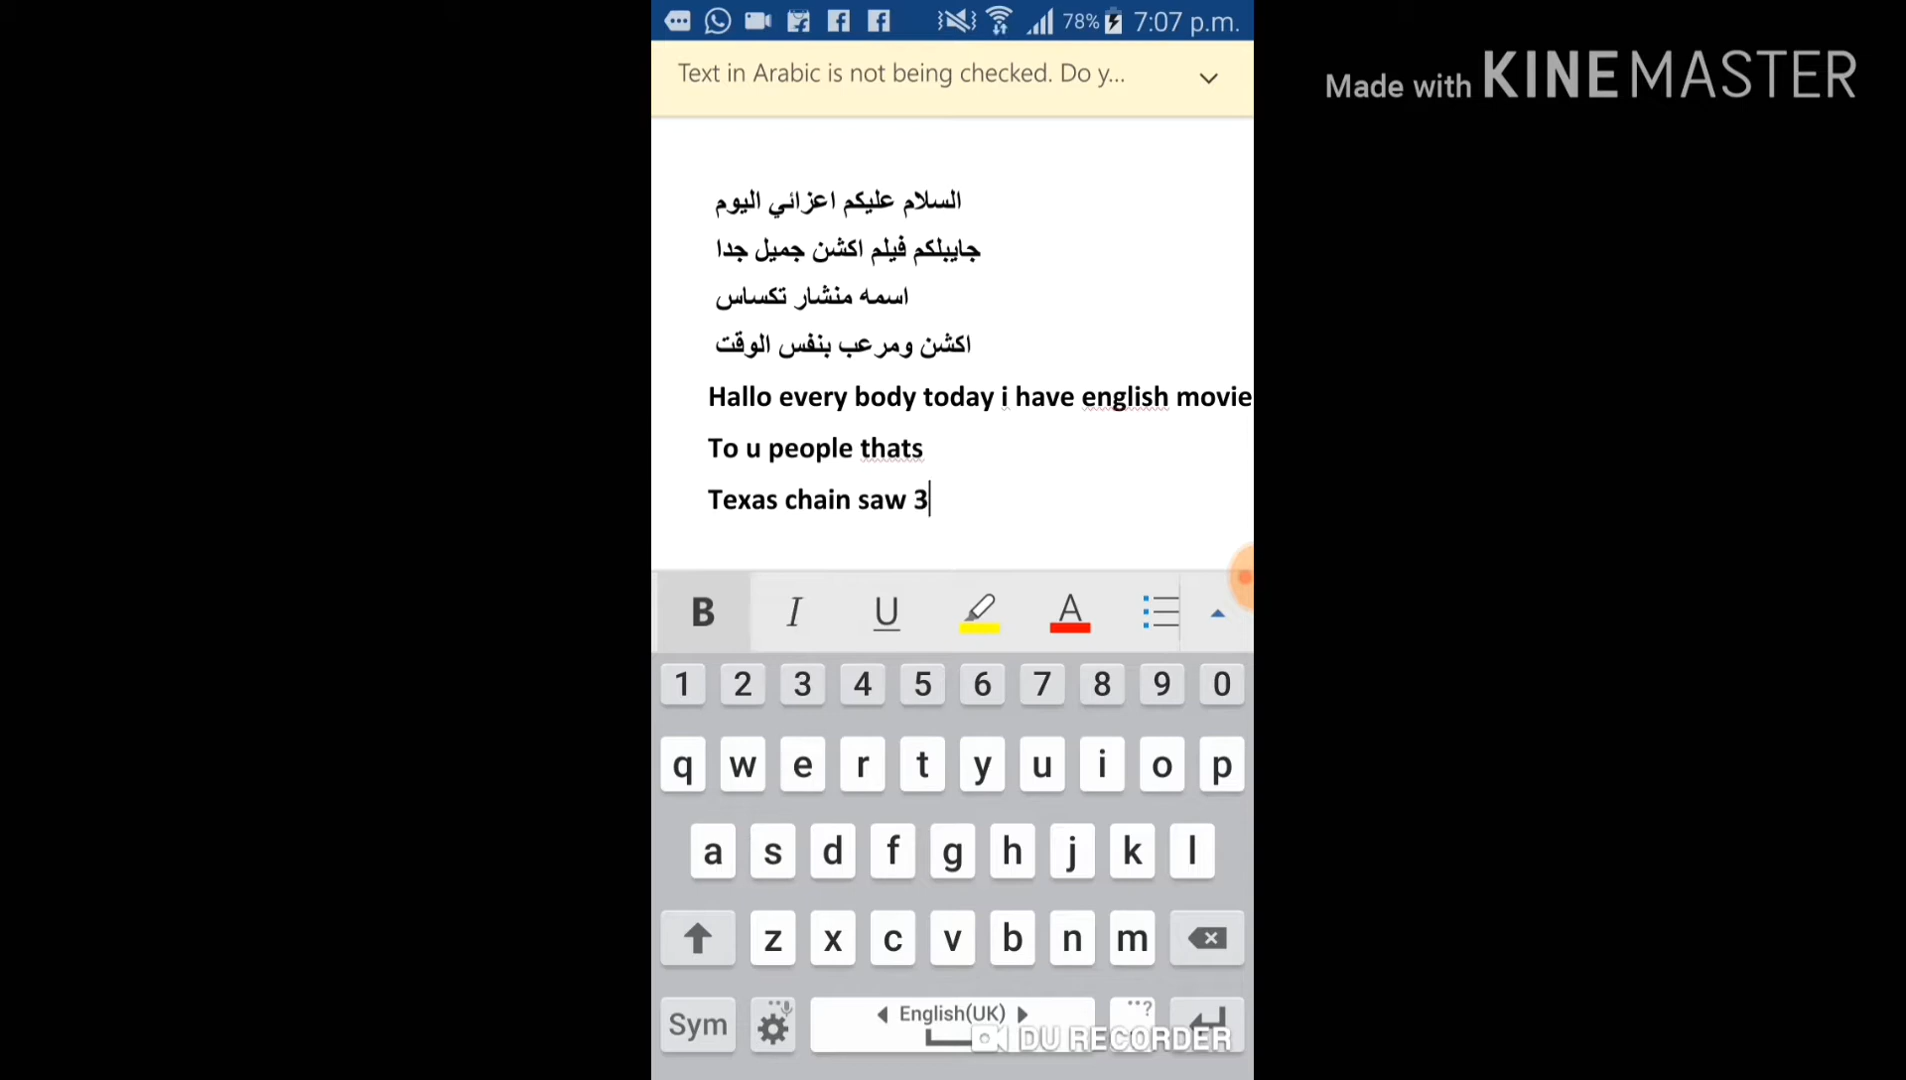 7:07 p.m.
78%
Made with KINEMASTER
Text in Arabic is not being checked. Do y...
السلام عليكم اعزائي اليوم
جايبلكم فيلم اكشن جميل جدا
اسمه منشار تكساس
اكشن ومرعب بنفس الوقت
Hallo every body today i have english movie
To u people thats
Texas chain saw 3
B I U A
1 2 3 4 5 6 7 8 9 0
q w e r t y u i o p
a s d f g h j k l
z x c v b n m
Sym English(UK) ...?
DU RECORDER